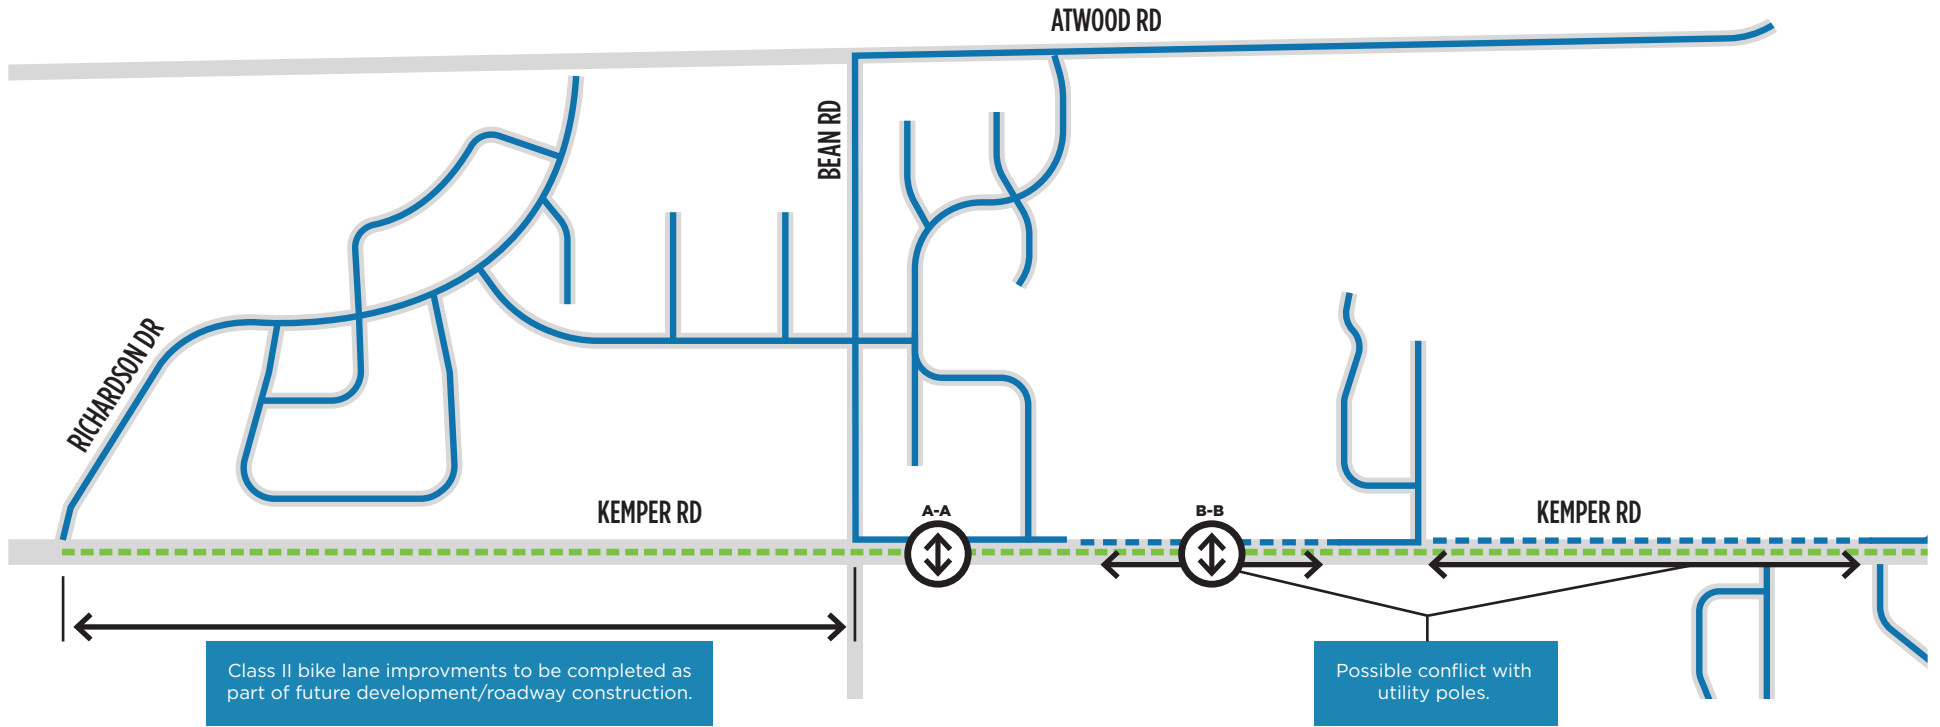 ATWOOD RD
BEAN RD
RICHARDSON DR
KEMPER RD
A-A
B-B
KEMPER RD
Class II bike lane improvments to be completed as
part of future development/roadway construction.
Possible conflict with
utility poles.